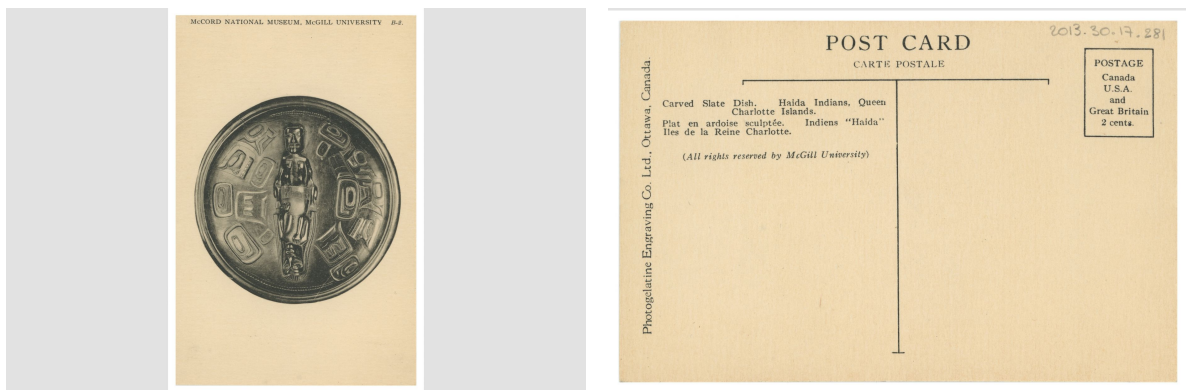 McCORD NATIONAL MUSEUM, McGILL UNIVERSITY B-2.
2013.30.17.281
POST CARD
CARTE POSTALE
POSTAGE
Canada
U.S.A.
and
Great Britain
2 cents.
Carved Slate Dish. Haida Indians, Queen
Charlotte Islands.
Plat en ardoise sculptée. Indiens "Haida"
Iles de la Reine Charlotte.
(All rights reserved by McGill University)
Photogelatine Engraving Co. Ltd., Ottawa, Canada.